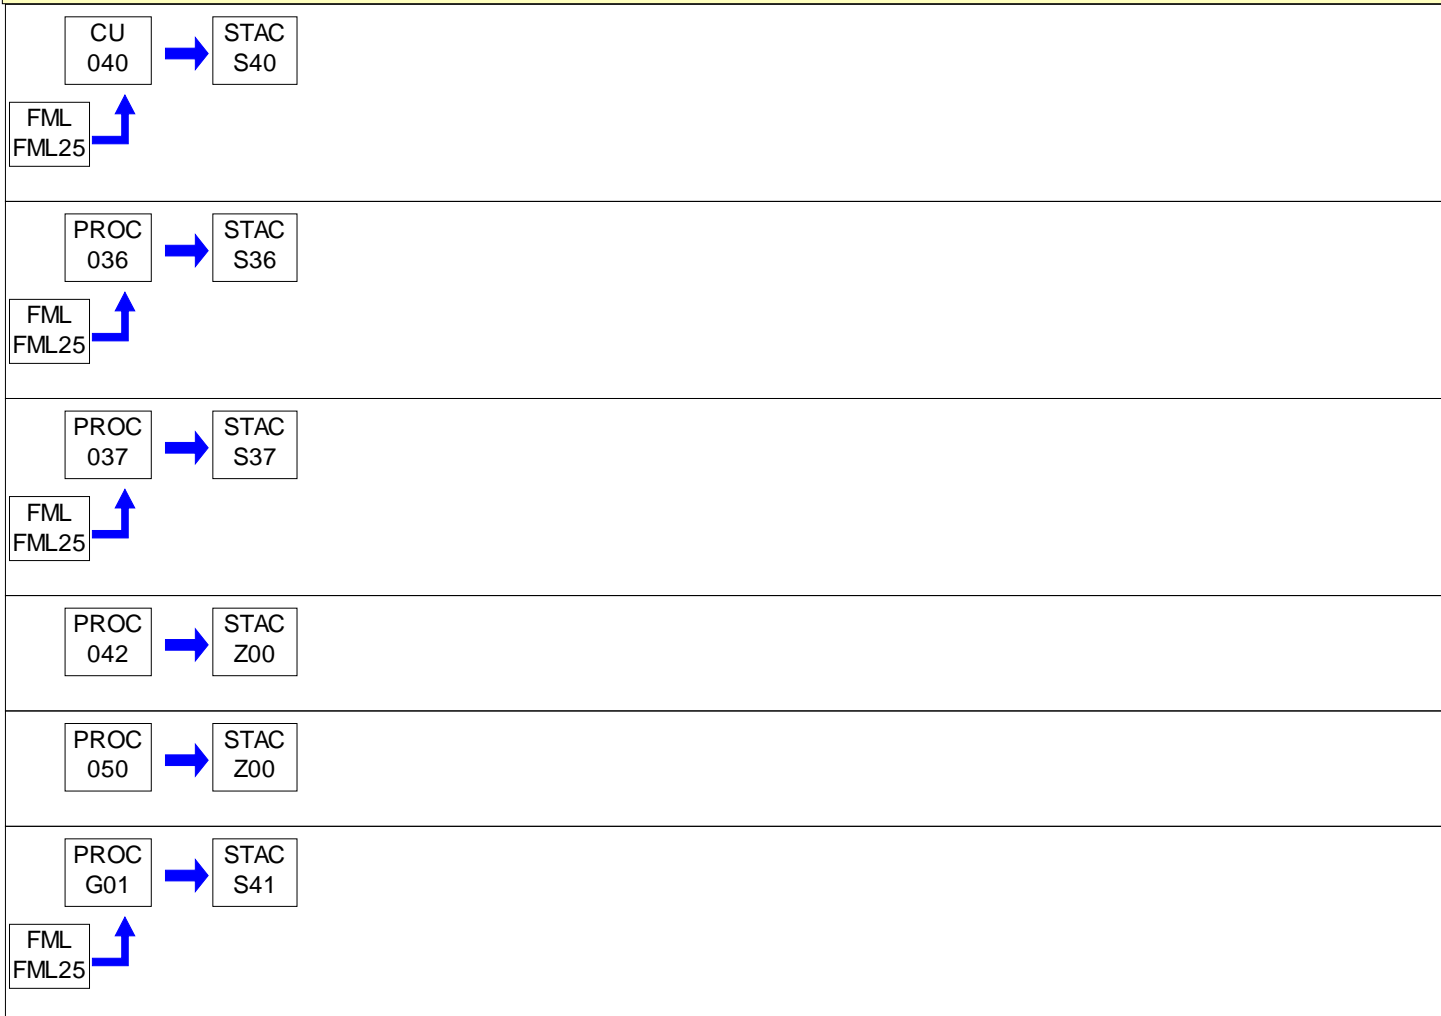 CU
040
STAC
S40
FML
FML25
PROC
036
STAC
S36
FML
FML25
PROC
037
STAC
S37
FML
FML25
PROC
042
STAC
Z00
PROC
050
STAC
Z00
PROC
G01
STAC
S41
FML
FML25